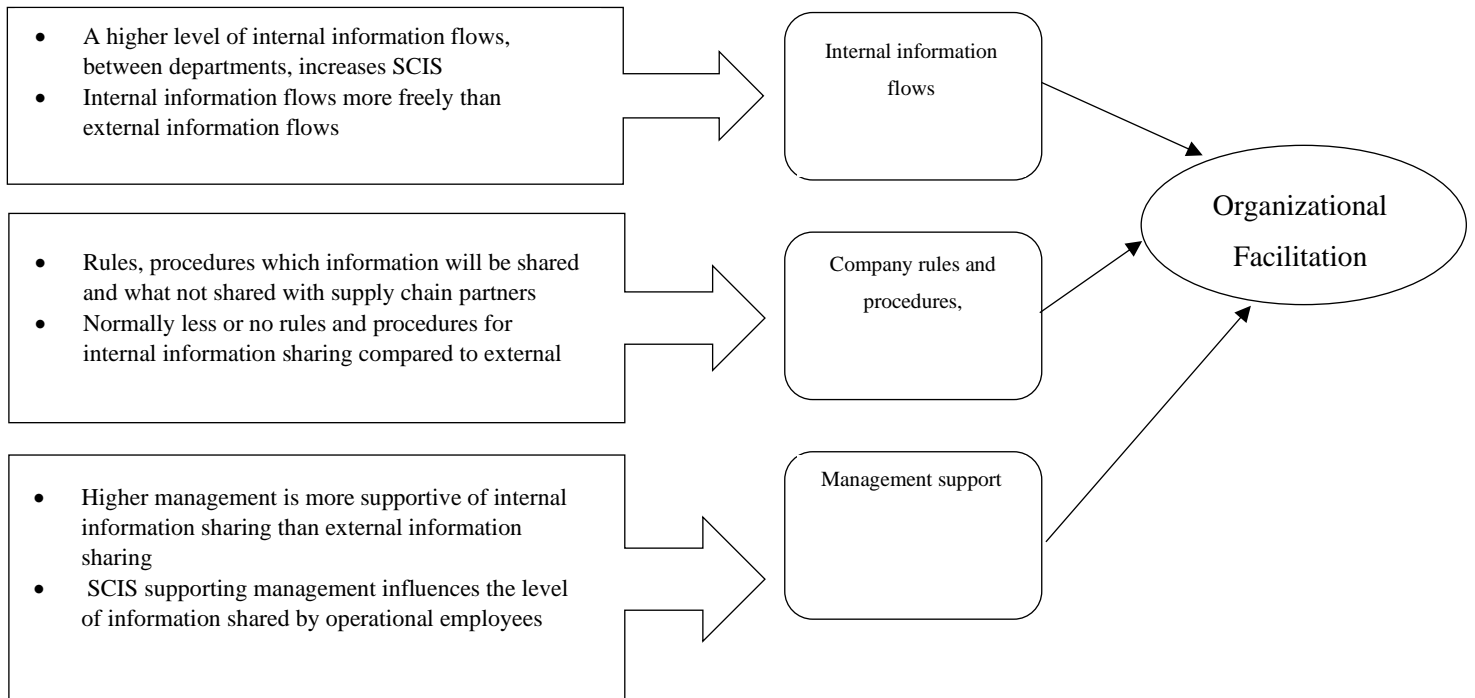 • A higher level of internal information flows,
between departments, increases SCIS
• Internal information flows more freely than
external information flows
Internal information
flows
• Rules, procedures which information will be shared
and what not shared with supply chain partners
• Normally less or no rules and procedures for
internal information sharing compared to external
Company rules and
procedures,
• Higher management is more supportive of internal
information sharing than external information
sharing
• SCIS supporting management influences the level
of information shared by operational employees
Management support
Organizational
Facilitation